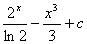 2^x/ln 2 − x^3/3 + c